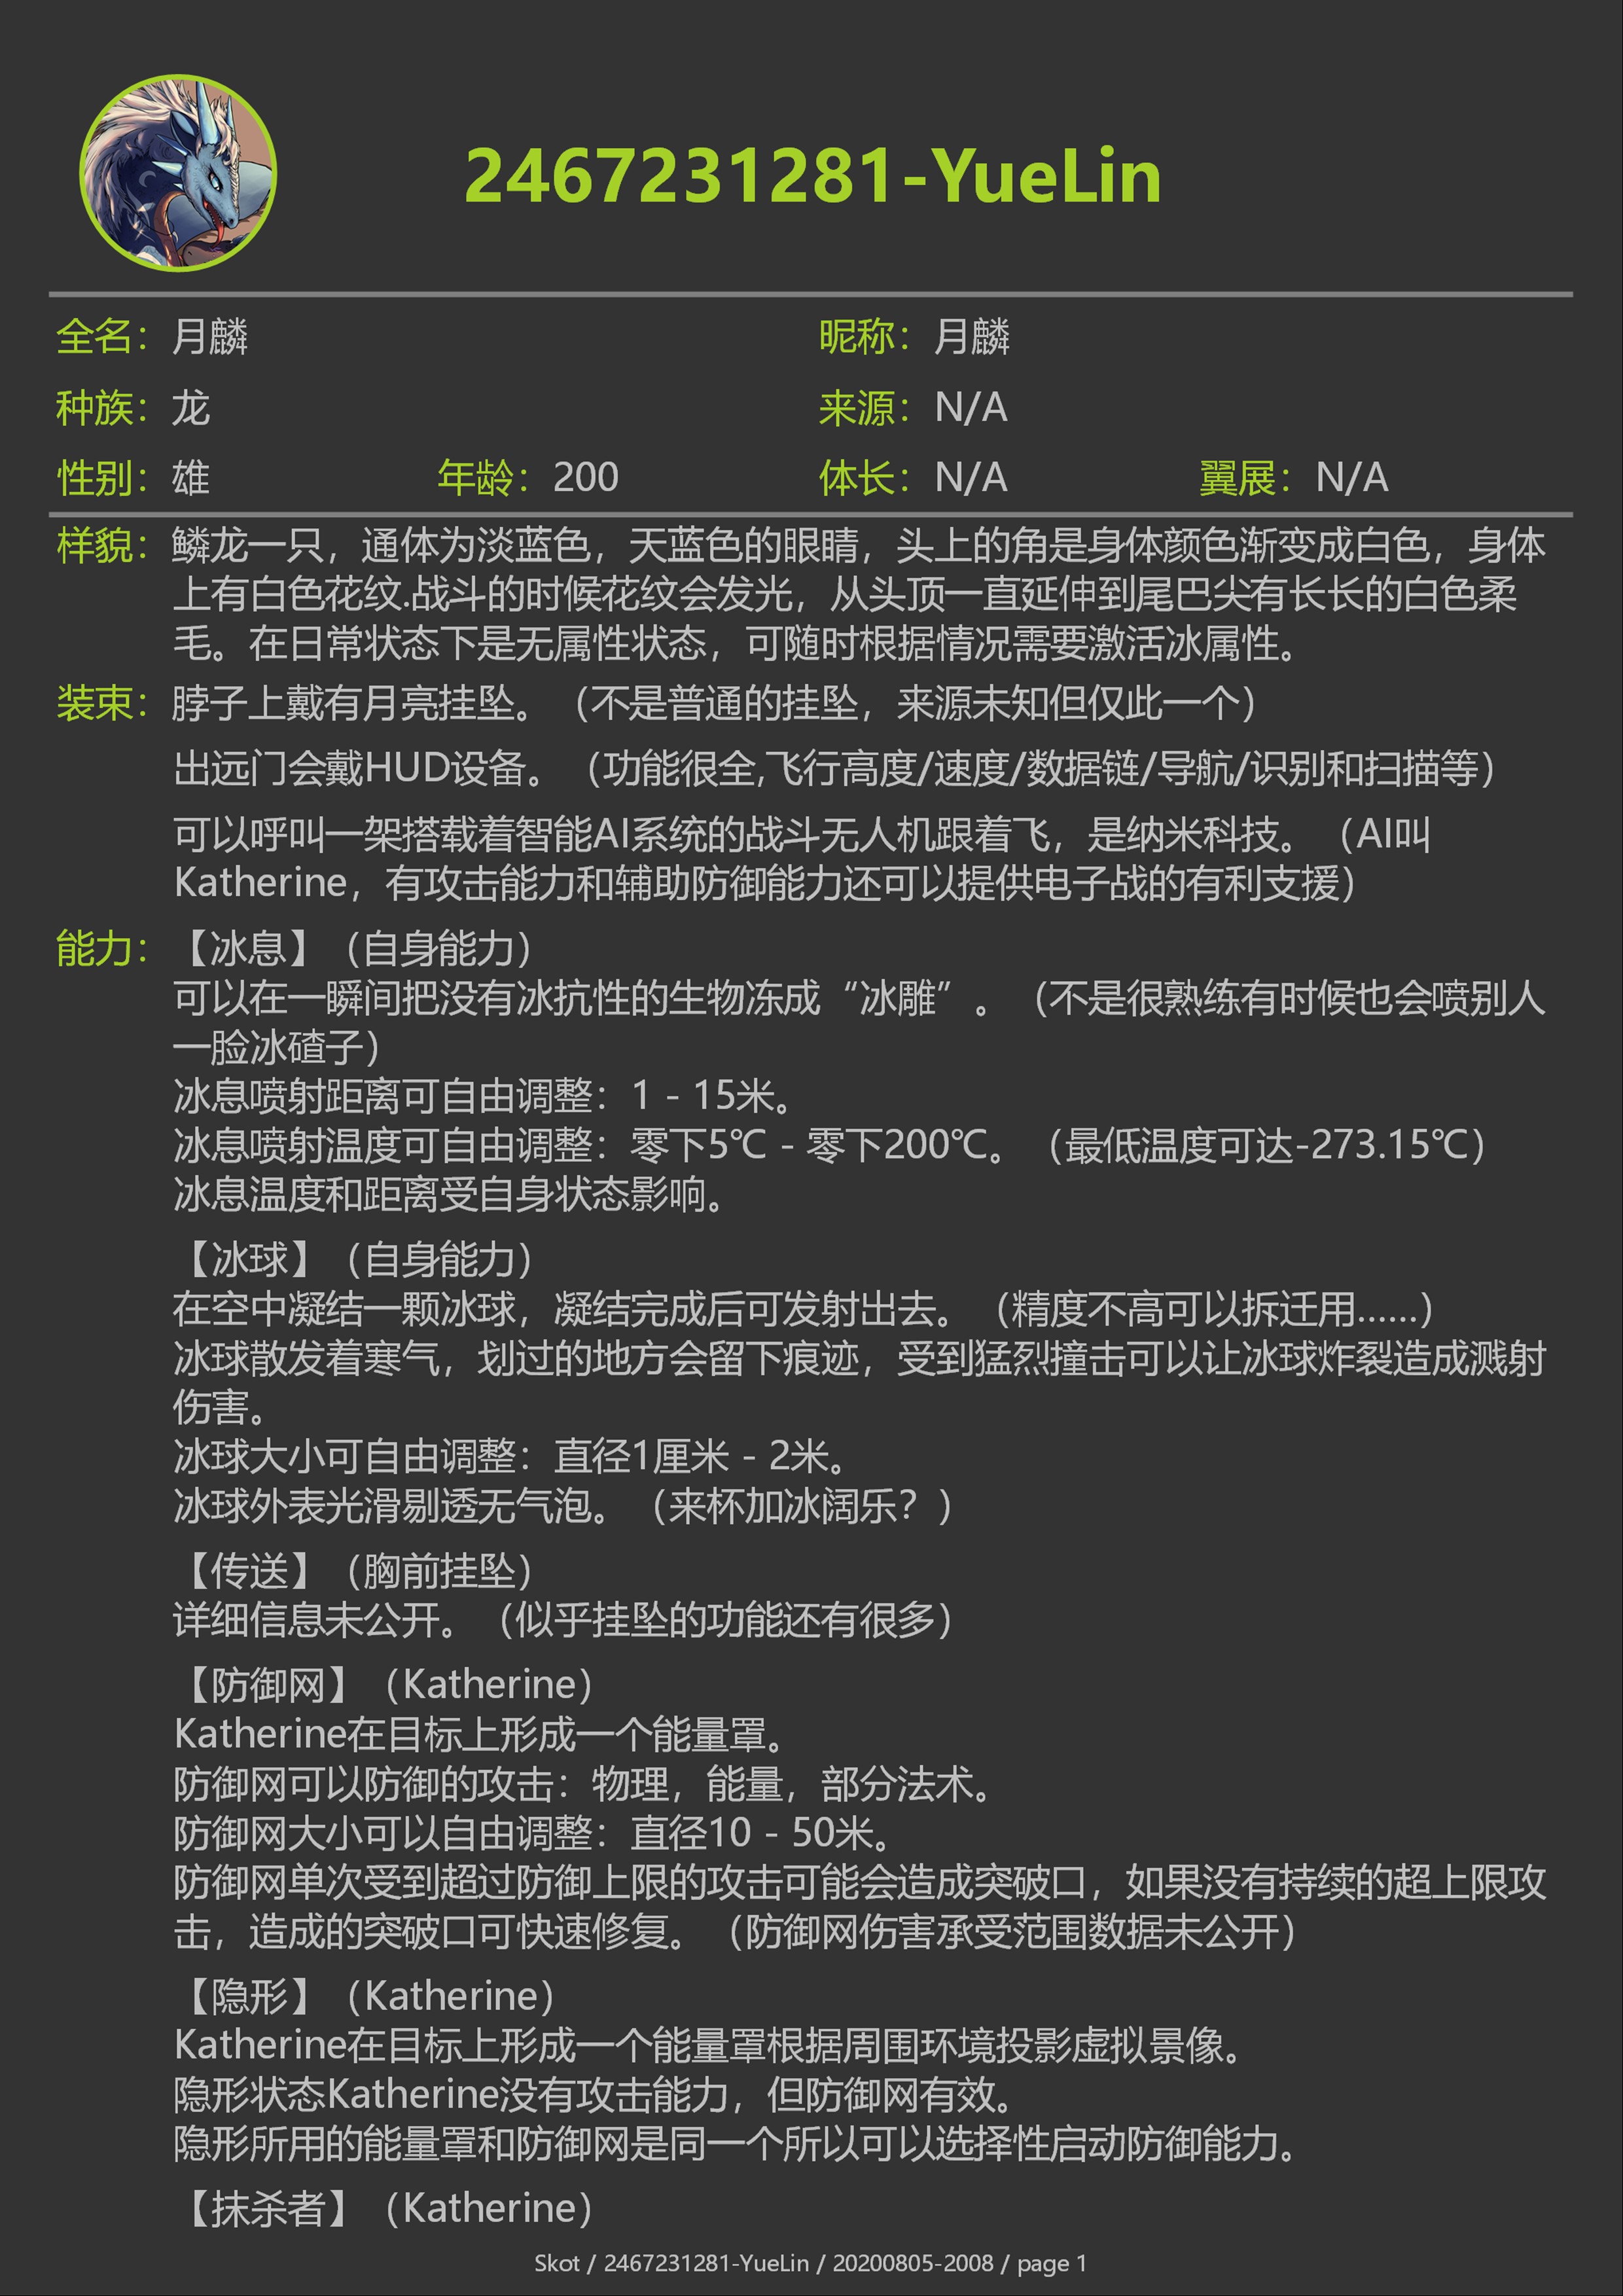 2467231281-YueLin
全名：月麟 昵称：月麟
种族：龙 来源：N/A
性别：雄 年龄：200 体长：N/A 翼展：N/A
样貌：鳞龙一只，通体为淡蓝色，天蓝色的眼睛，头上的角是身体颜色渐变成白色，身体
上有白色花纹.战斗的时候花纹会发光，从头顶一直延伸到尾巴尖有长长的白色柔
毛。在日常状态下是无属性状态，可随时根据情况需要激活冰属性。
装束：脖子上戴有月亮挂坠。（不是普通的挂坠，来源未知但仅此一个）
出远门会戴HUD设备。（功能很全,飞行高度/速度/数据链/导航/识别和扫描等）
可以呼叫一架搭载着智能AI系统的战斗无人机跟着飞，是纳米科技。（AI叫
Katherine，有攻击能力和辅助防御能力还可以提供电子战的有利支援）
能力：【冰息】（自身能力）
可以在一瞬间把没有冰抗性的生物冻成“冰雕”。（不是很熟练有时候也会喷别人
一脸冰碴子）
冰息喷射距离可自由调整：1 - 15米。
冰息喷射温度可自由调整：零下5℃ - 零下200℃。（最低温度可达-273.15℃）
冰息温度和距离受自身状态影响。
【冰球】（自身能力）
在空中凝结一颗冰球，凝结完成后可发射出去。（精度不高可以拆迁用……）
冰球散发着寒气，划过的地方会留下痕迹，受到猛烈撞击可以让冰球炸裂造成溅射
伤害。
冰球大小可自由调整：直径1厘米 - 2米。
冰球外表光滑剔透无气泡。（来杯加冰阔乐？）
【传送】（胸前挂坠）
详细信息未公开。（似乎挂坠的功能还有很多）
【防御网】（Katherine）
Katherine在目标上形成一个能量罩。
防御网可以防御的攻击：物理，能量，部分法术。
防御网大小可以自由调整：直径10 - 50米。
防御网单次受到超过防御上限的攻击可能会造成突破口，如果没有持续的超上限攻
击，造成的突破口可快速修复。（防御网伤害承受范围数据未公开）
【隐形】（Katherine）
Katherine在目标上形成一个能量罩根据周围环境投影虚拟景像。
隐形状态Katherine没有攻击能力，但防御网有效。
隐形所用的能量罩和防御网是同一个所以可以选择性启动防御能力。
【抹杀者】（Katherine）
Skot / 2467231281-YueLin / 20200805-2008 / page 1